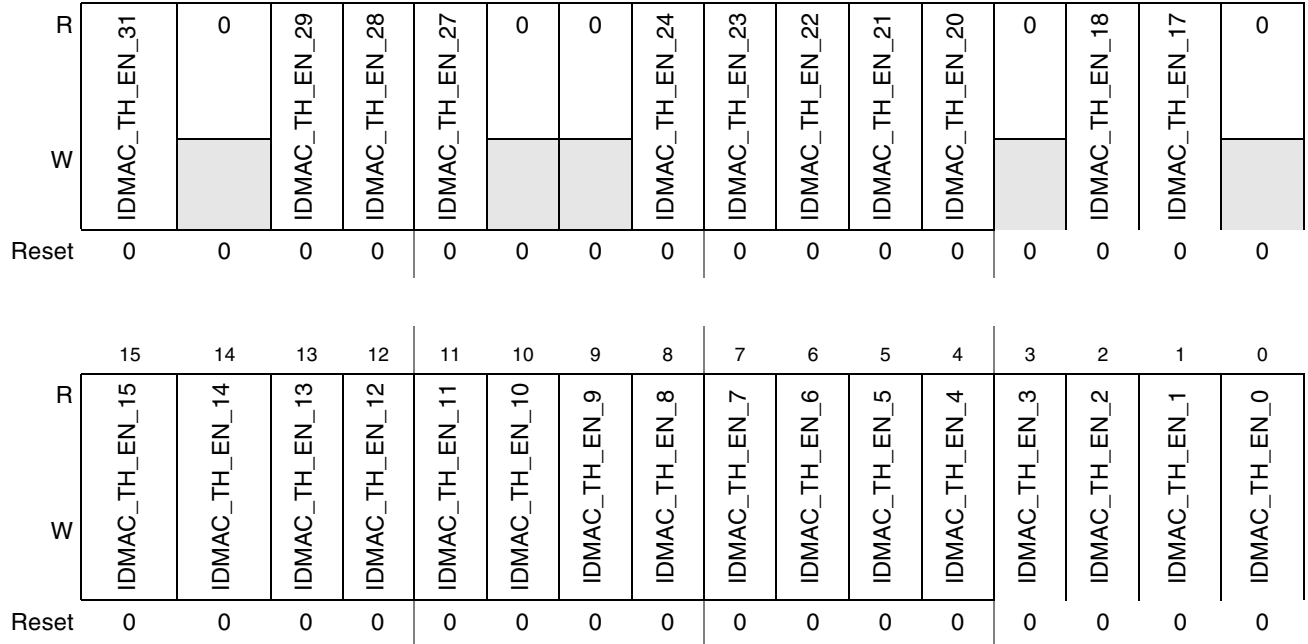 R IDMAC_TH_EN_31 0 IDMAC_TH_EN_29 IDMAC_TH_EN_28 IDMAC_TH_EN_27 0 0 IDMAC_TH_EN_24 IDMAC_TH_EN_23 IDMAC_TH_EN_22 IDMAC_TH_EN_21 IDMAC_TH_EN_20 0 IDMAC_TH_EN_18 IDMAC_TH_EN_17 0
W
Reset 0 0 0 0 0 0 0 0 0 0 0 0 0 0 0 0
15 14 13 12 11 10 9 8 7 6 5 4 3 2 1 0
R IDMAC_TH_EN_15 IDMAC_TH_EN_14 IDMAC_TH_EN_13 IDMAC_TH_EN_12 IDMAC_TH_EN_11 IDMAC_TH_EN_10 IDMAC_TH_EN_9 IDMAC_TH_EN_8 IDMAC_TH_EN_7 IDMAC_TH_EN_6 IDMAC_TH_EN_5 IDMAC_TH_EN_4 IDMAC_TH_EN_3 IDMAC_TH_EN_2 IDMAC_TH_EN_1 IDMAC_TH_EN_0
W
Reset 0 0 0 0 0 0 0 0 0 0 0 0 0 0 0 0